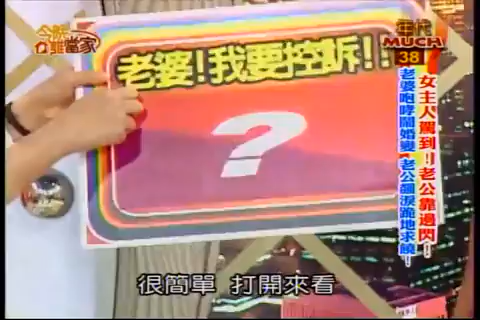 今晚
誰當家
年代
MUCH
38
老婆!我要控訴!!
?
女主人駕到!老公靠過閃!
老婆咆哮鬧婚變 老公飆淚跪地求饒!
很簡單 打開來看